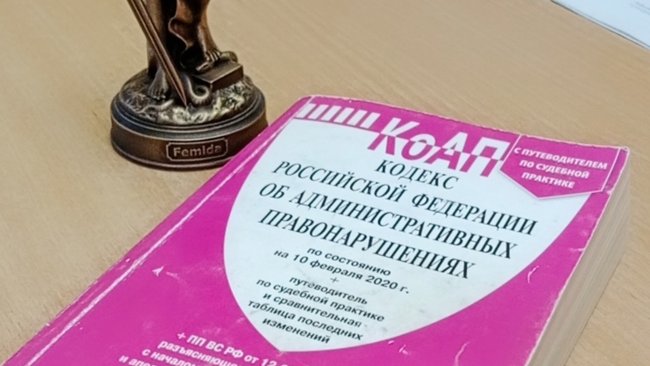 Femida
КоАП
С ПУТЕВОДИТЕЛЕМ
ПО СУДЕБНОЙ
ПРАКТИКЕ
КОДЕКС
РОССИЙСКОЙ ФЕДЕРАЦИИ
ОБ АДМИНИСТРАТИВНЫХ
ПРАВОНАРУШЕНИЯХ
по состоянию
на 10 февраля 2020 г.
+
путеводитель
по судебной практике
и сравнительная
таблица последних
изменений
+ ПП ВС РФ от